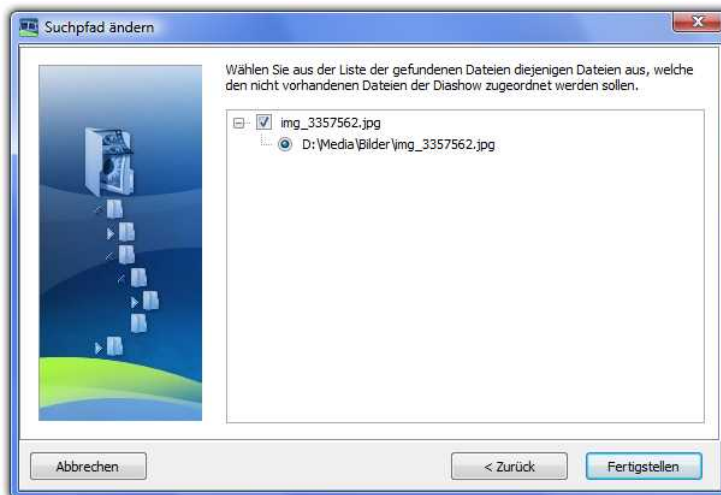 Suchpfad ändern
Wählen Sie aus der Liste der gefundenen Dateien diejenigen Dateien aus, welche
den nicht vorhandenen Dateien der Diashow zugeordnet werden sollen.
img_3357562.jpg
D:\Media\Bilder\img_3357562.jpg
Abbrechen
< Zurück
Fertigstellen